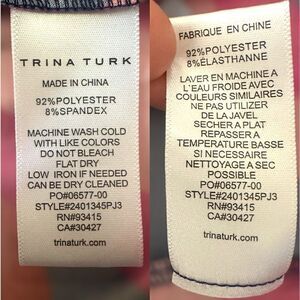 TRINA TURK
MADE IN CHINA
92%POLYESTER
8%SPANDEX
MACHINE WASH COLD
WITH LIKE COLORS
DO NOT BLEACH
FLAT DRY
LOW IRON IF NEEDED
CAN BE DRY CLEANED
PO#06577-00
STYLE#2401345PJ3
RN#93415
CA#30427
trinaturk.com
FABRIQUE EN CHINE
92%POLYESTER
8%ÉLASTHANNE
LAVER EN MACHINE A
L'EAU FROIDE AVEC
COULEURS SIMILAIRES
NE PAS UTILISER
DE LA JAVEL
SECHER A PLAT
REPASSER A
TEMPERATURE BASSE
SI NECESSAIRE
NETTOYAGE A SEC
POSSIBLE
PO#06577-00
STYLE#2401345PJ3
RN#93415
CA#30427
trinaturk.com